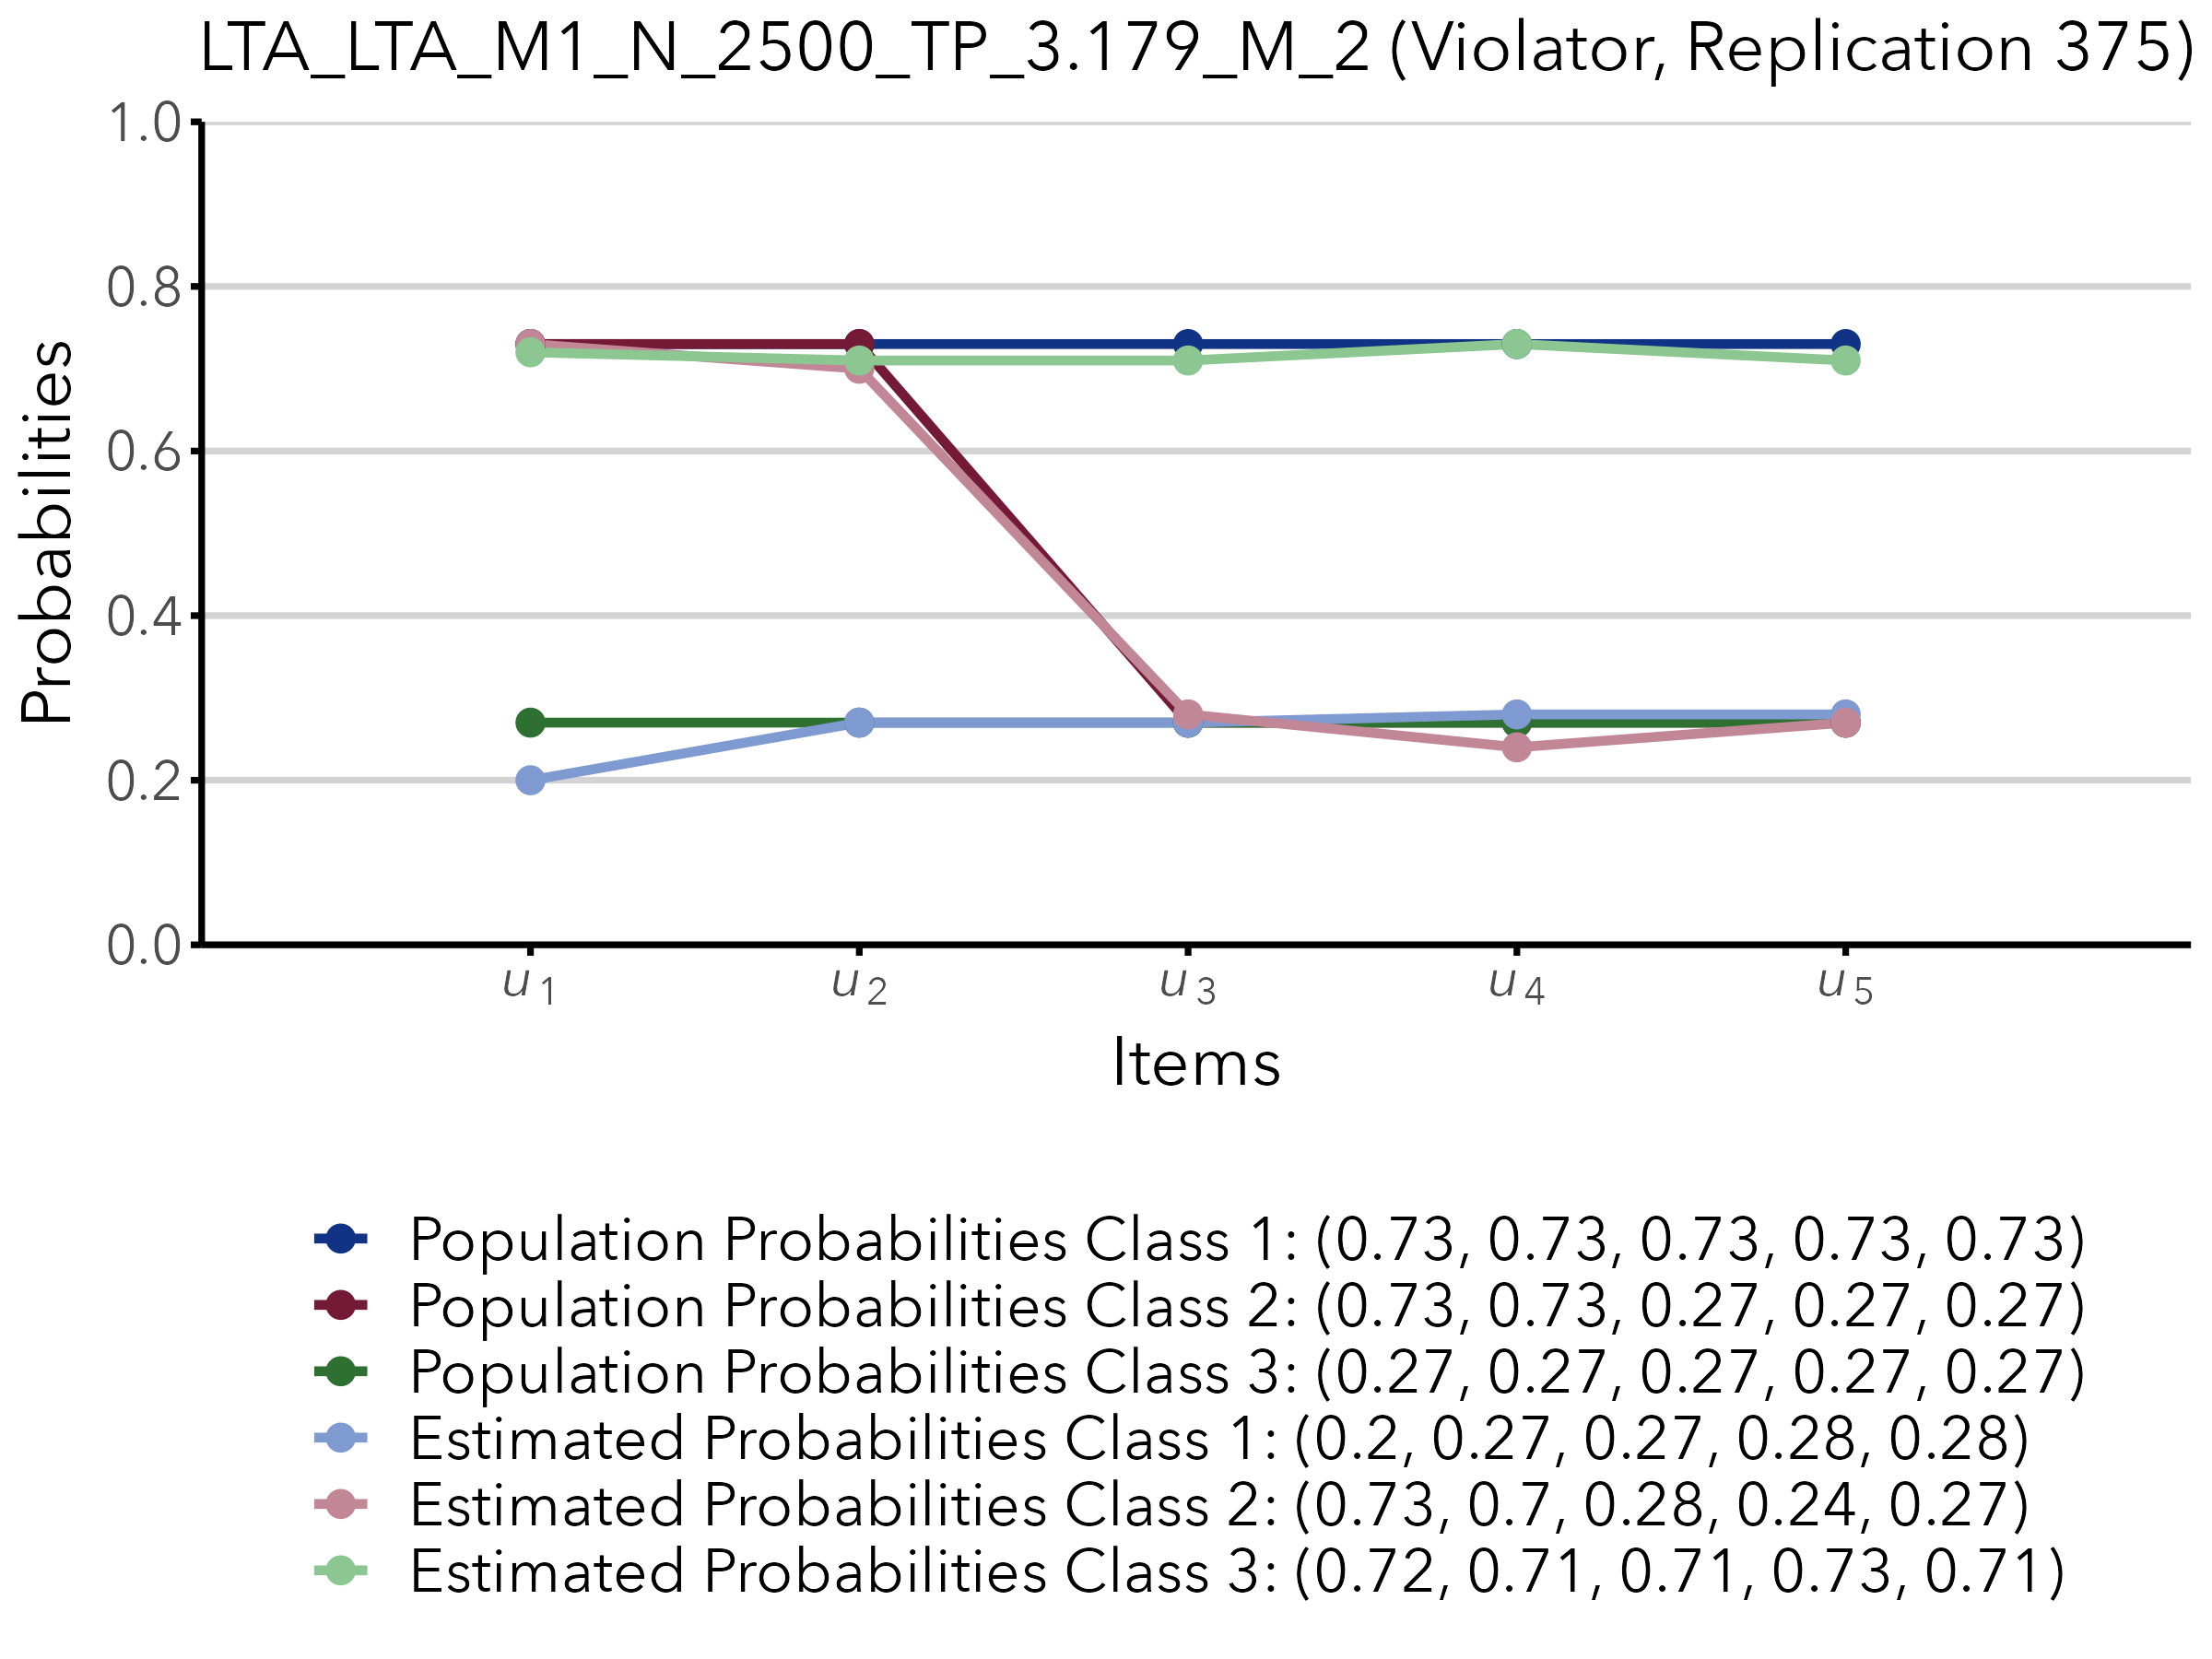 LTA_LTA_M1_N_2500_TP_3.179_M_2 (Violator, Replication 375)
1.0
0.8
0.6
0.4
0.2
0.0
Probabilities
u1 u2 u3 u4 u5
Items
Population Probabilities Class 1: (0.73, 0.73, 0.73, 0.73, 0.73)
Population Probabilities Class 2: (0.73, 0.73, 0.27, 0.27, 0.27)
Population Probabilities Class 3: (0.27, 0.27, 0.27, 0.27, 0.27)
Estimated Probabilities Class 1: (0.2, 0.27, 0.27, 0.28, 0.28)
Estimated Probabilities Class 2: (0.73, 0.7, 0.28, 0.24, 0.27)
Estimated Probabilities Class 3: (0.72, 0.71, 0.71, 0.73, 0.71)